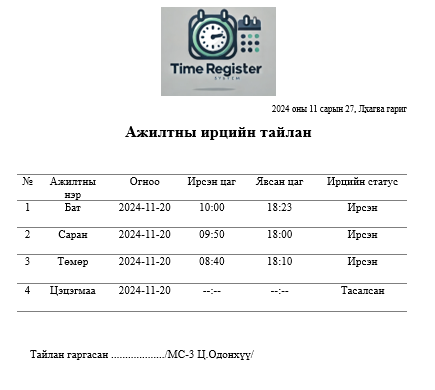 Time Register
SYSTEM
2024 оны 11 сарын 27, Лхагва гариг
Ажилтны ирцийн тайлан
№ Ажилтны нэр Огноо Ирсэн цаг Явсан цаг Ирцийн статус
1 Бат 2024-11-20 10:00 18:23 Ирсэн
2 Саран 2024-11-20 09:50 18:00 Ирсэн
3 Төмөр 2024-11-20 08:40 18:10 Ирсэн
4 Цэцэгмаа 2024-11-20 --:-- --:-- Тасалсан
Тайлан гаргасан .................../МС-3 Ц.Одонхүү/